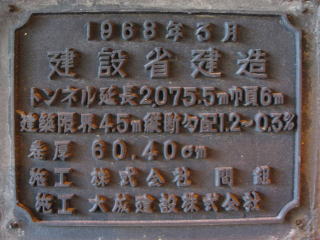 1968年3月
建設省建造
トンネル延長2075.5m巾員6m
建築限界4.5m縦断勾配1.2~0.3%
巻厚 60,40cm
施工 株式会社 間組
施工 大成建設株式会社